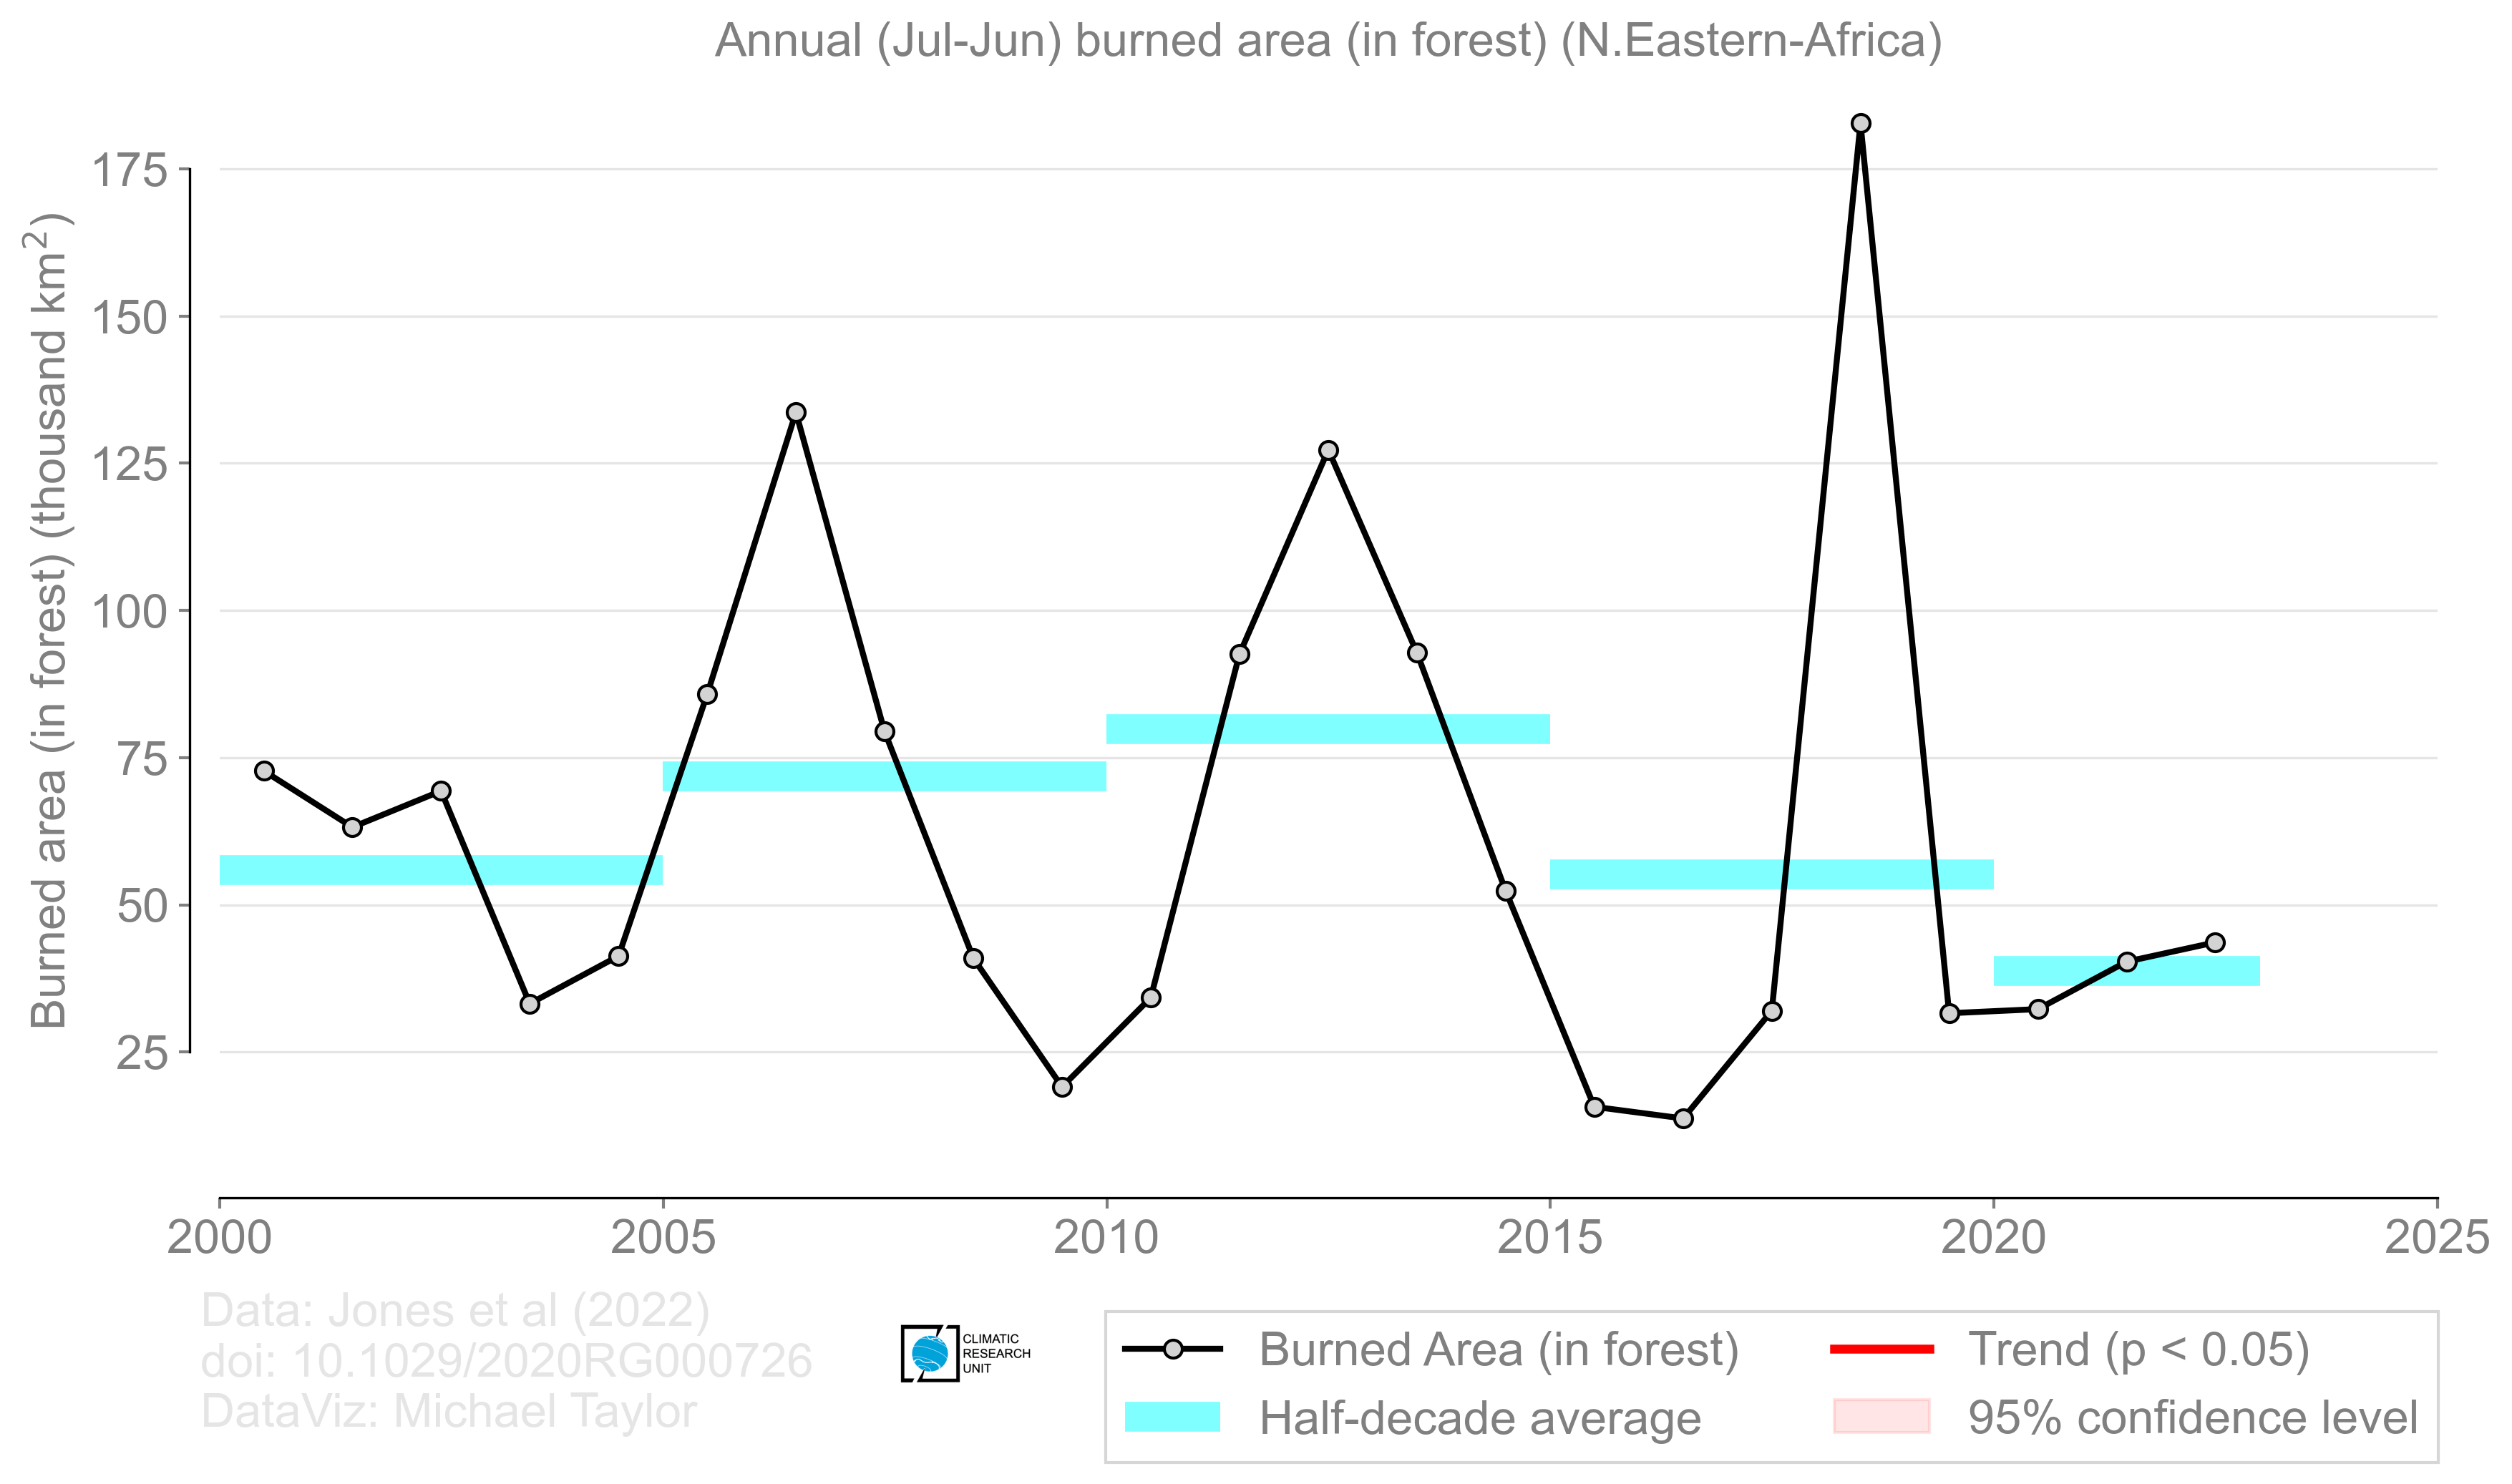 Annual (Jul-Jun) burned area (in forest) (N.Eastern-Africa)
Burned area (in forest) (thousand km²)
175
150
125
100
75
50
25
2000
2005
2010
2015
2020
2025
Data: Jones et al (2022)
doi: 10.1029/2020RG000726
DataViz: Michael Taylor
CLIMATIC
RESEARCH
UNIT
Burned Area (in forest)
Half-decade average
Trend (p < 0.05)
95% confidence level